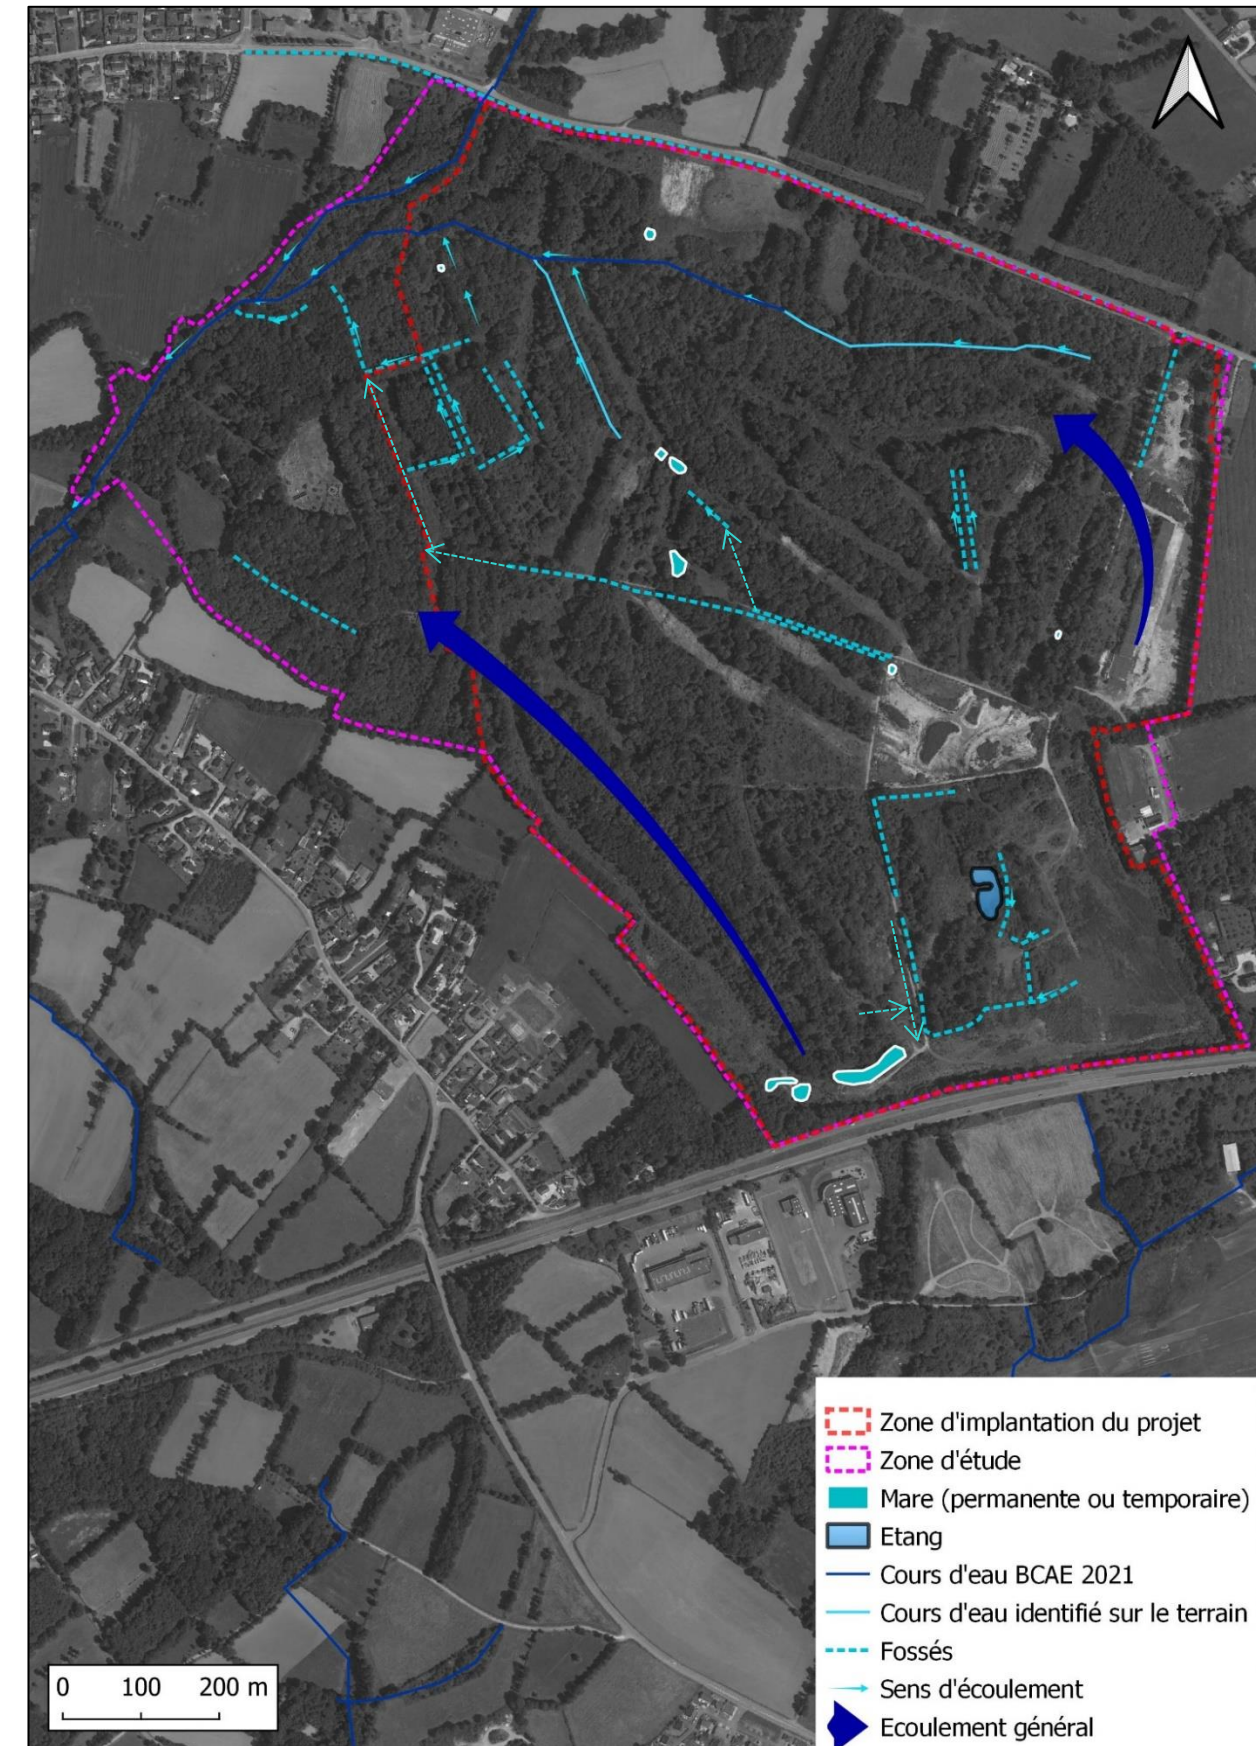 Zone d'implantation du projet
Zone d'étude
Mare (permanente ou temporaire)
Etang
Cours d'eau BCAE 2021
Cours d'eau identifié sur le terrain
Fossés
Sens d'écoulement
Ecoulement général
0 100 200 m